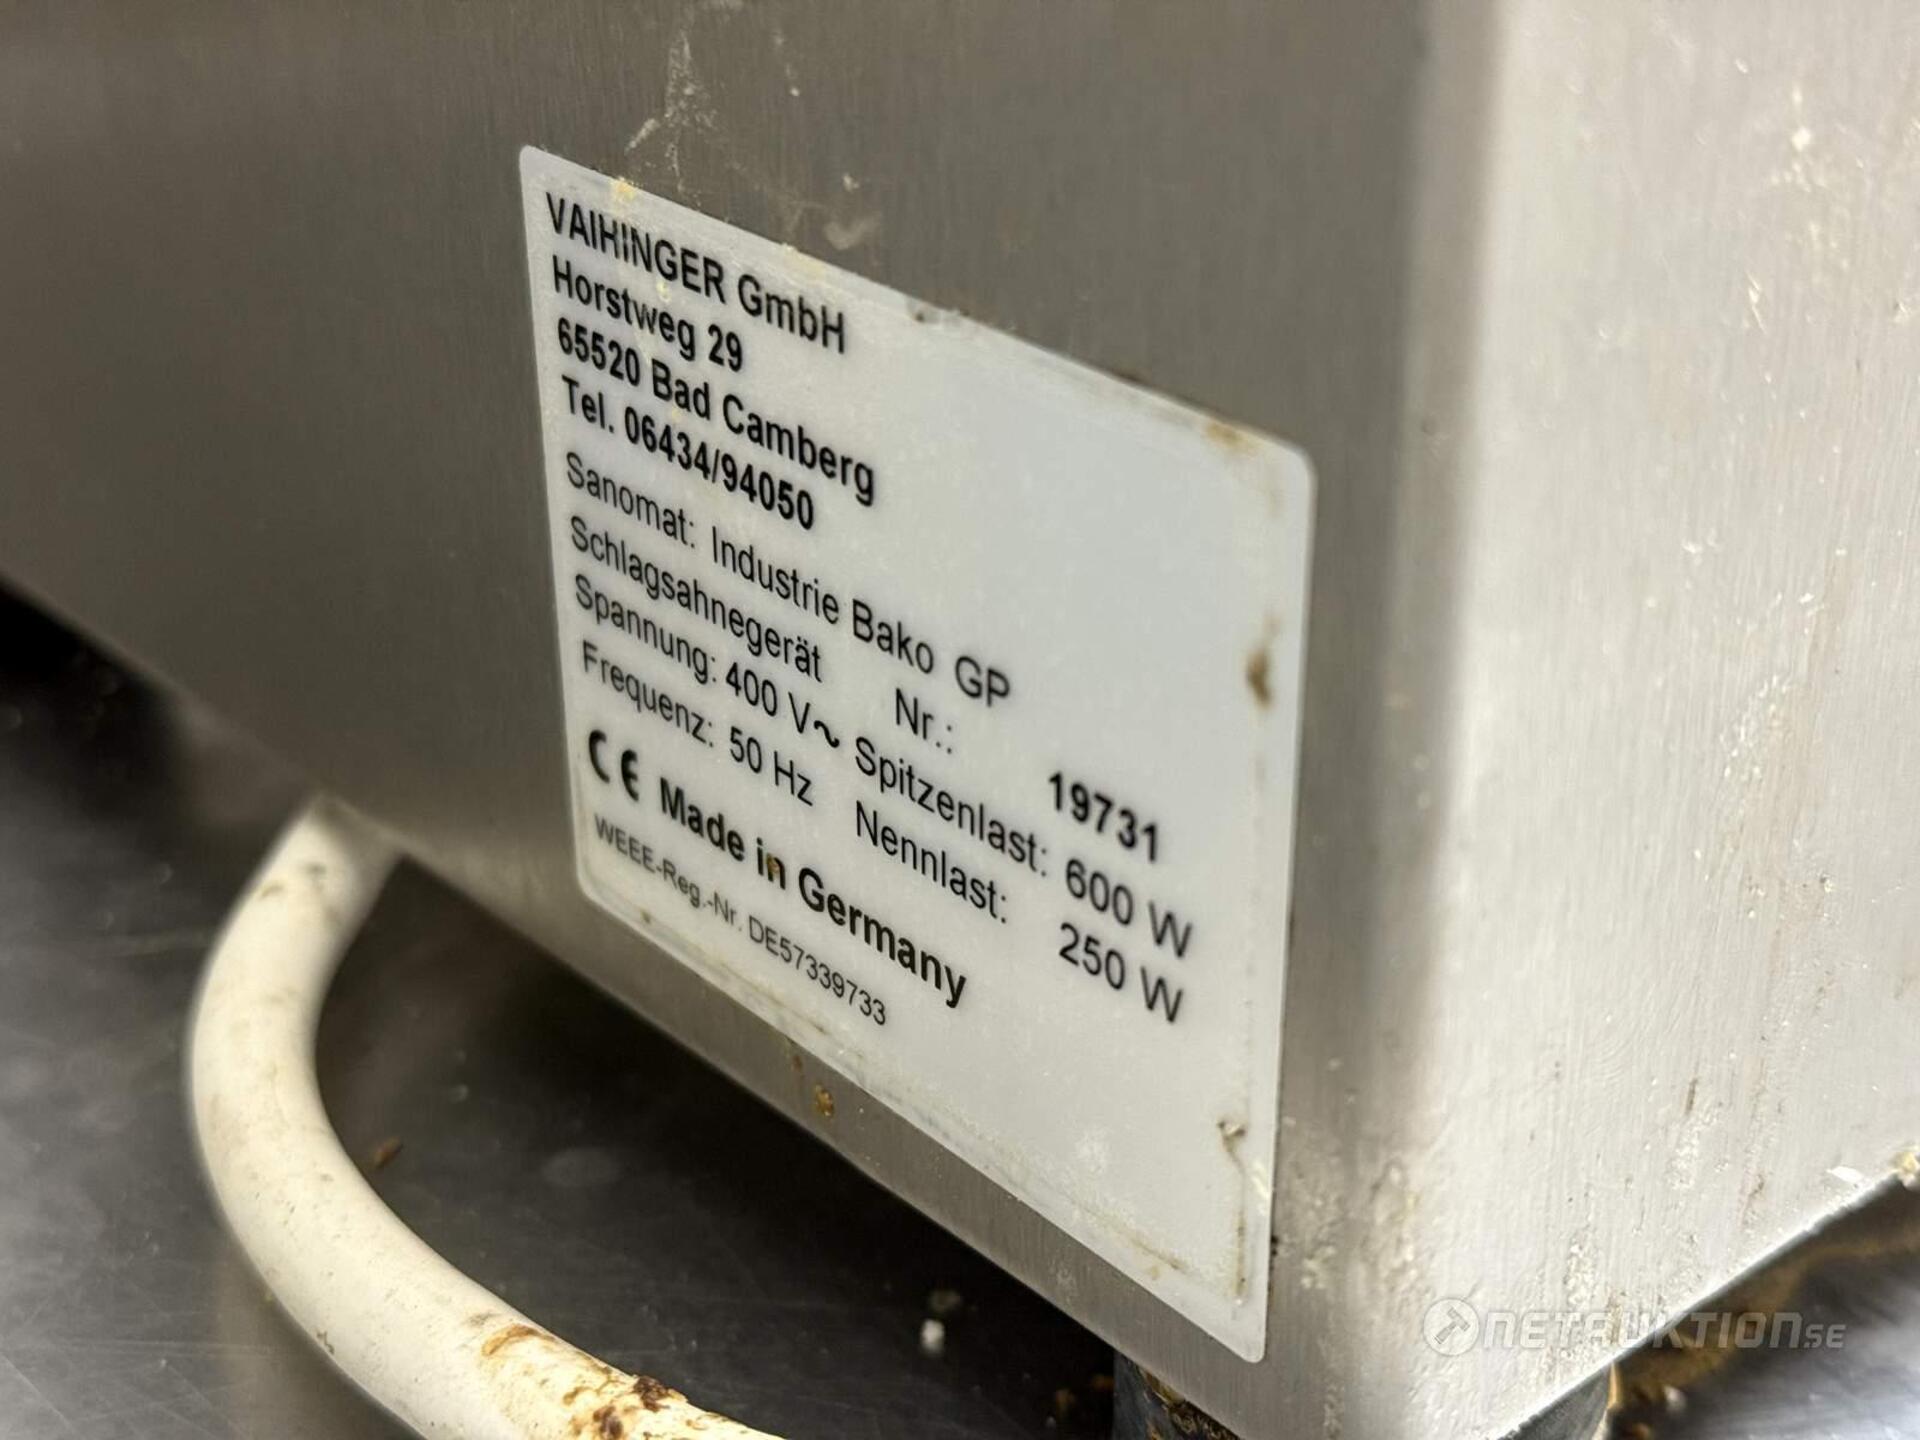 VAIHINGER GmbH
Horstweg 29
65520 Bad Camberg
Tel. 06434/94050
Sanomat: Industrie Bako GP
Schlagsahnegerät Nr.: 19731
Spannung: 400 V~ Spitzenlast: 600 W
Frequenz: 50 Hz Nennlast: 250 W
CE Made in Germany
WEEE-Reg.-Nr. DE57339733
NETAUKTION.SE